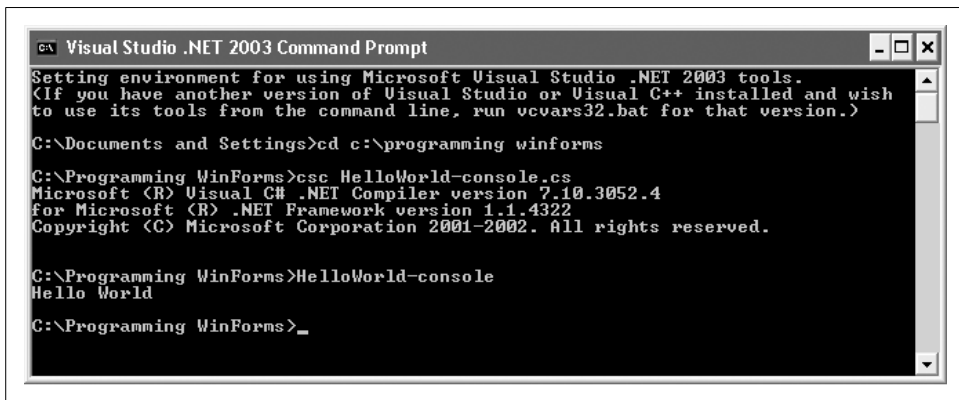 Visual Studio .NET 2003 Command Prompt
Setting environment for using Microsoft Visual Studio .NET 2003 tools.
(If you have another version of Visual Studio or Visual C++ installed and wish
to use its tools from the command line, run vcvars32.bat for that version.)
C:\Documents and Settings>cd c:\programming winforms
C:\Programming WinForms>csc HelloWorld-console.cs
Microsoft (R) Visual C# .NET Compiler version 7.10.3052.4
for Microsoft (R) .NET Framework version 1.1.4322
Copyright (C) Microsoft Corporation 2001-2002. All rights reserved.
C:\Programming WinForms>HelloWorld-console
Hello World
C:\Programming WinForms>_